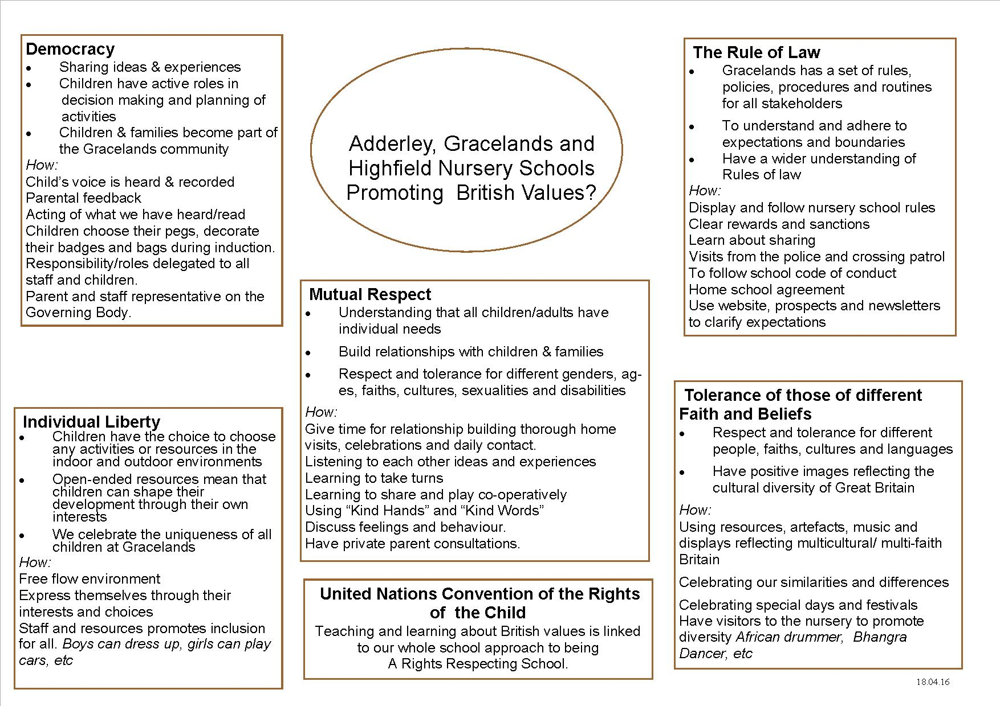 Democracy
• Sharing ideas & experiences
• Children have active roles in
decision making and planning of
activities
• Children & families become part of
the Gracelands community
How:
Child’s voice is heard & recorded
Parental feedback
Acting of what we have heard/read
Children choose their pegs, decorate
their badges and bags during induction.
Responsibility/roles delegated to all
staff and children.
Parent and staff representative on the
Governing Body.
Adderley, Gracelands and
Highfield Nursery Schools
Promoting British Values?
The Rule of Law
• Gracelands has a set of rules,
policies, procedures and routines
for all stakeholders
• To understand and adhere to
expectations and boundaries
• Have a wider understanding of
Rules of law
How:
Display and follow nursery school rules
Clear rewards and sanctions
Learn about sharing
Visits from the police and crossing patrol
To follow school code of conduct
Home school agreement
Use website, prospects and newsletters
to clarify expectations
Mutual Respect
• Understanding that all children/adults have
individual needs
• Build relationships with children & families
• Respect and tolerance for different genders, ag-
es, faiths, cultures, sexualities and disabilities
How:
Give time for relationship building thorough home
visits, celebrations and daily contact.
Listening to each other ideas and experiences
Learning to take turns
Learning to share and play co-operatively
Using “Kind Hands” and “Kind Words”
Discuss feelings and behaviour.
Have private parent consultations.
Individual Liberty
• Children have the choice to choose
any activities or resources in the
indoor and outdoor environments
• Open-ended resources mean that
children can shape their
development through their own
interests
• We celebrate the uniqueness of all
children at Gracelands
How:
Free flow environment
Express themselves through their
interests and choices
Staff and resources promotes inclusion
for all. Boys can dress up, girls can play
cars, etc
United Nations Convention of the Rights
of the Child
Teaching and learning about British values is linked
to our whole school approach to being
A Rights Respecting School.
Tolerance of those of different
Faith and Beliefs
• Respect and tolerance for different
people, faiths, cultures and languages
• Have positive images reflecting the
cultural diversity of Great Britain
How:
Using resources, artefacts, music and
displays reflecting multicultural/ multi-faith
Britain
Celebrating our similarities and differences
Celebrating special days and festivals
Have visitors to the nursery to promote
diversity African drummer, Bhangra
Dancer, etc
18.04.16